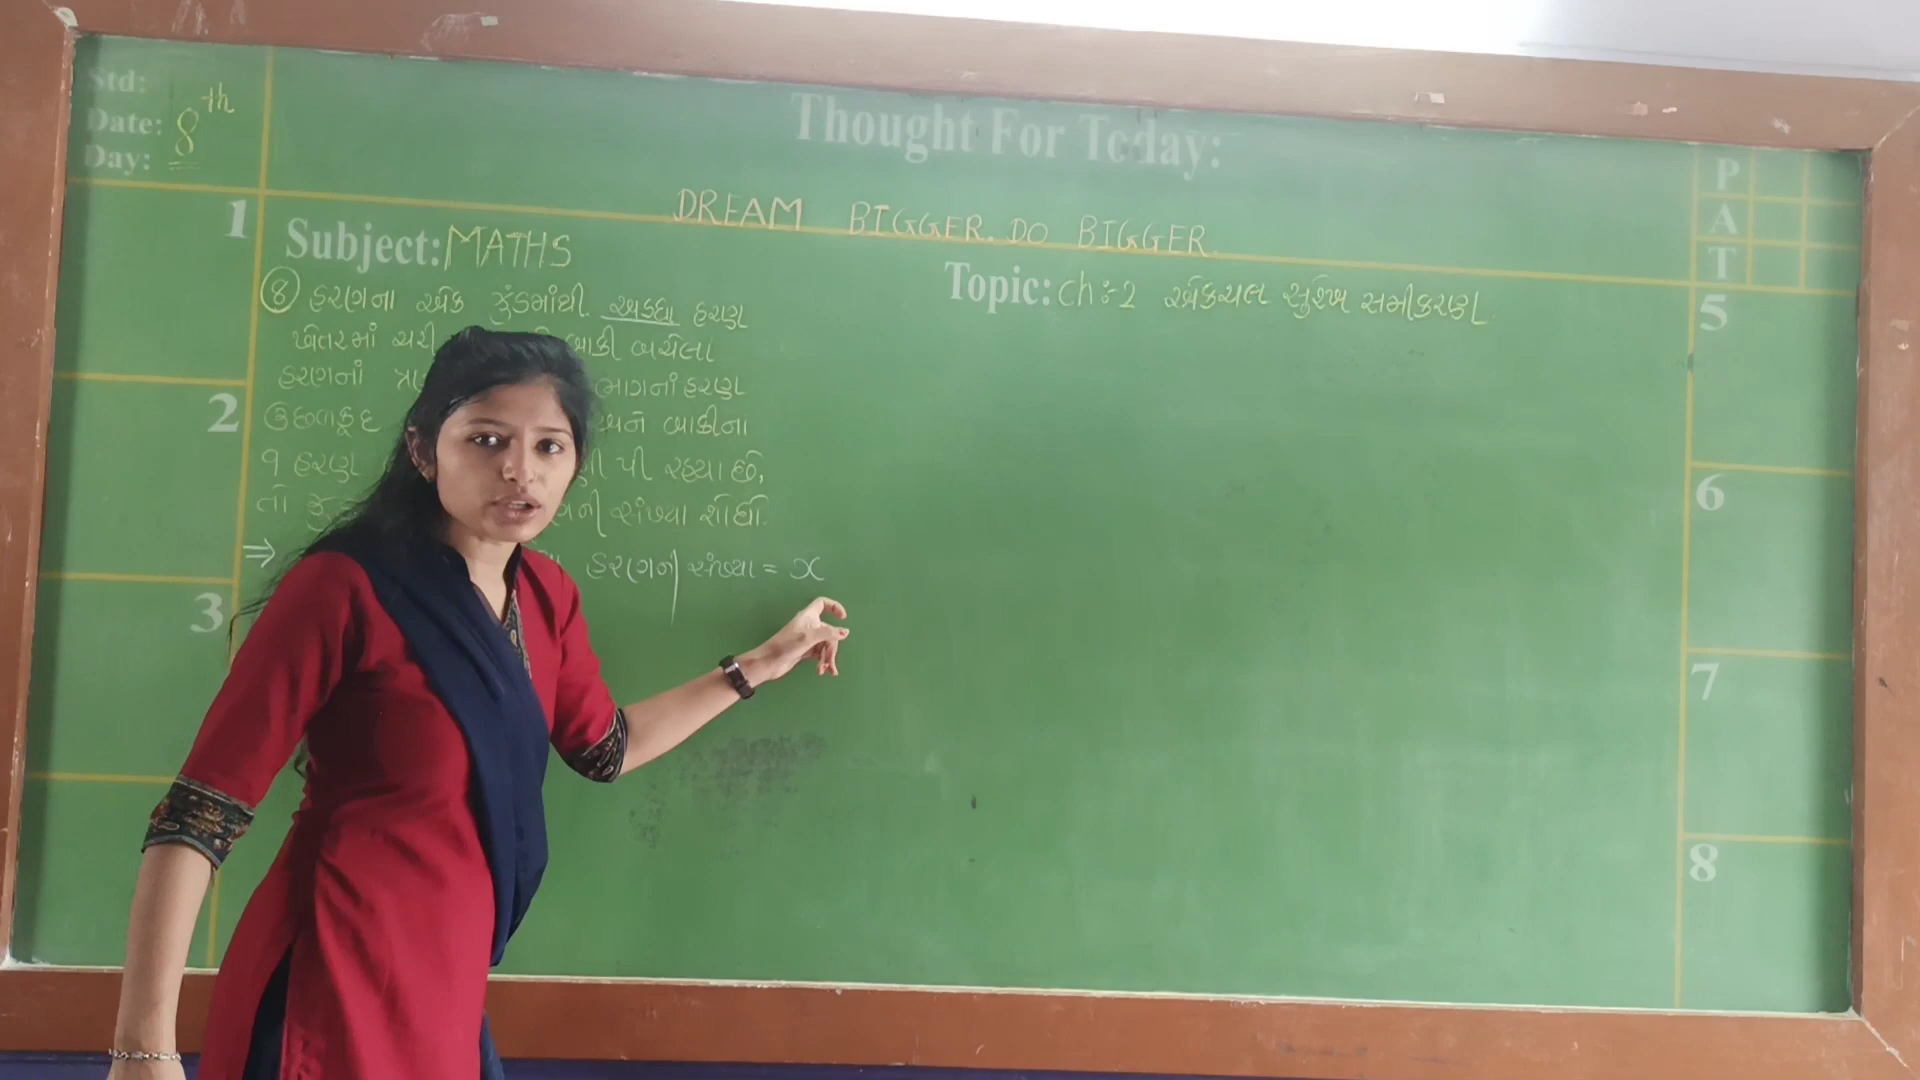 Std:
Date: 8th
Day:
Thought For Today:
DREAM BIGGER. DO BIGGER.
P
A
T
1
Subject: MATHS
Topic: Ch:-2 એકચલ સુરેખ સમીકરણ
8 હરણના એક ઝુંડમાંથી અડધા હરણ
ખેતરમાં ચરી બાકી બચેલાં
હરણનાં ભાગનાં હરણ
ઉછળકૂદ અને બાકીના
૧ હરણ પી રહ્યા છે,
તો સંખ્યા શોધો.
⇒ હરણની સંખ્યા = x
2
3
5
6
7
8